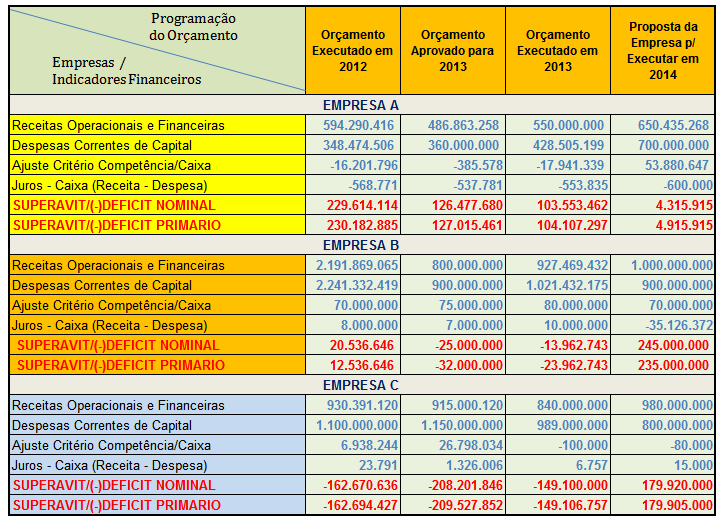 Programação
do Orçamento
Empresas /
Indicadores Financeiros
Orçamento
Executado em
2012
Orçamento
Aprovado para
2013
Orçamento
Executado em
2013
Proposta da
Empresa p/
Executar em
2014
EMPRESA A
Receitas Operacionais e Financeiras 594.290.416 486.863.258 550.000.000 650.435.268
Despesas Correntes de Capital 348.474.506 360.000.000 428.505.199 700.000.000
Ajuste Critério Competência/Caixa -16.201.796 -385.578 -17.941.339 53.880.647
Juros - Caixa (Receita - Despesa) -568.771 -537.781 -553.835 -600.000
SUPERAVIT/(-)DEFICIT NOMINAL 229.614.114 126.477.680 103.553.462 4.315.915
SUPERAVIT/(-)DEFICIT PRIMARIO 230.182.885 127.015.461 104.107.297 4.915.915
EMPRESA B
Receitas Operacionais e Financeiras 2.191.869.065 800.000.000 927.469.432 1.000.000.000
Despesas Correntes de Capital 2.241.332.419 900.000.000 1.021.432.175 900.000.000
Ajuste Critério Competência/Caixa 70.000.000 75.000.000 80.000.000 70.000.000
Juros - Caixa (Receita - Despesa) 8.000.000 7.000.000 10.000.000 -35.126.372
SUPERAVIT/(-)DEFICIT NOMINAL 20.536.646 -25.000.000 -13.962.743 245.000.000
SUPERAVIT/(-)DEFICIT PRIMARIO 12.536.646 -32.000.000 -23.962.743 235.000.000
EMPRESA C
Receitas Operacionais e Financeiras 930.391.120 915.000.120 840.000.000 980.000.000
Despesas Correntes de Capital 1.100.000.000 1.150.000.000 989.000.000 800.000.000
Ajuste Critério Competência/Caixa 6.938.244 26.798.034 -100.000 -80.000
Juros - Caixa (Receita - Despesa) 23.791 1.326.006 6.757 15.000
SUPERAVIT/(-)DEFICIT NOMINAL -162.670.636 -208.201.846 -149.100.000 179.920.000
SUPERAVIT/(-)DEFICIT PRIMARIO -162.694.427 -209.527.852 -149.106.757 179.905.000